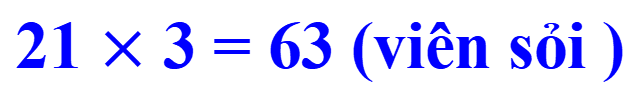 21 × 3 = 63 (viên sỏi )